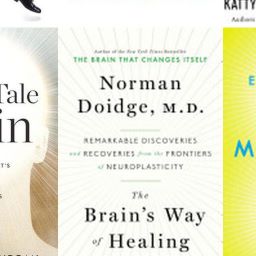 KATTY
Tale
in
T'S
S
Author of the New York Times Bestseller
THE BRAIN THAT CHANGES ITSELF
Norman
Doidge, M.D.
REMARKABLE DISCOVERIES
and RECOVERIES from the FRONTIERS
of NEUROPLASTICITY
The
Brain's Way
of Healing
E
M